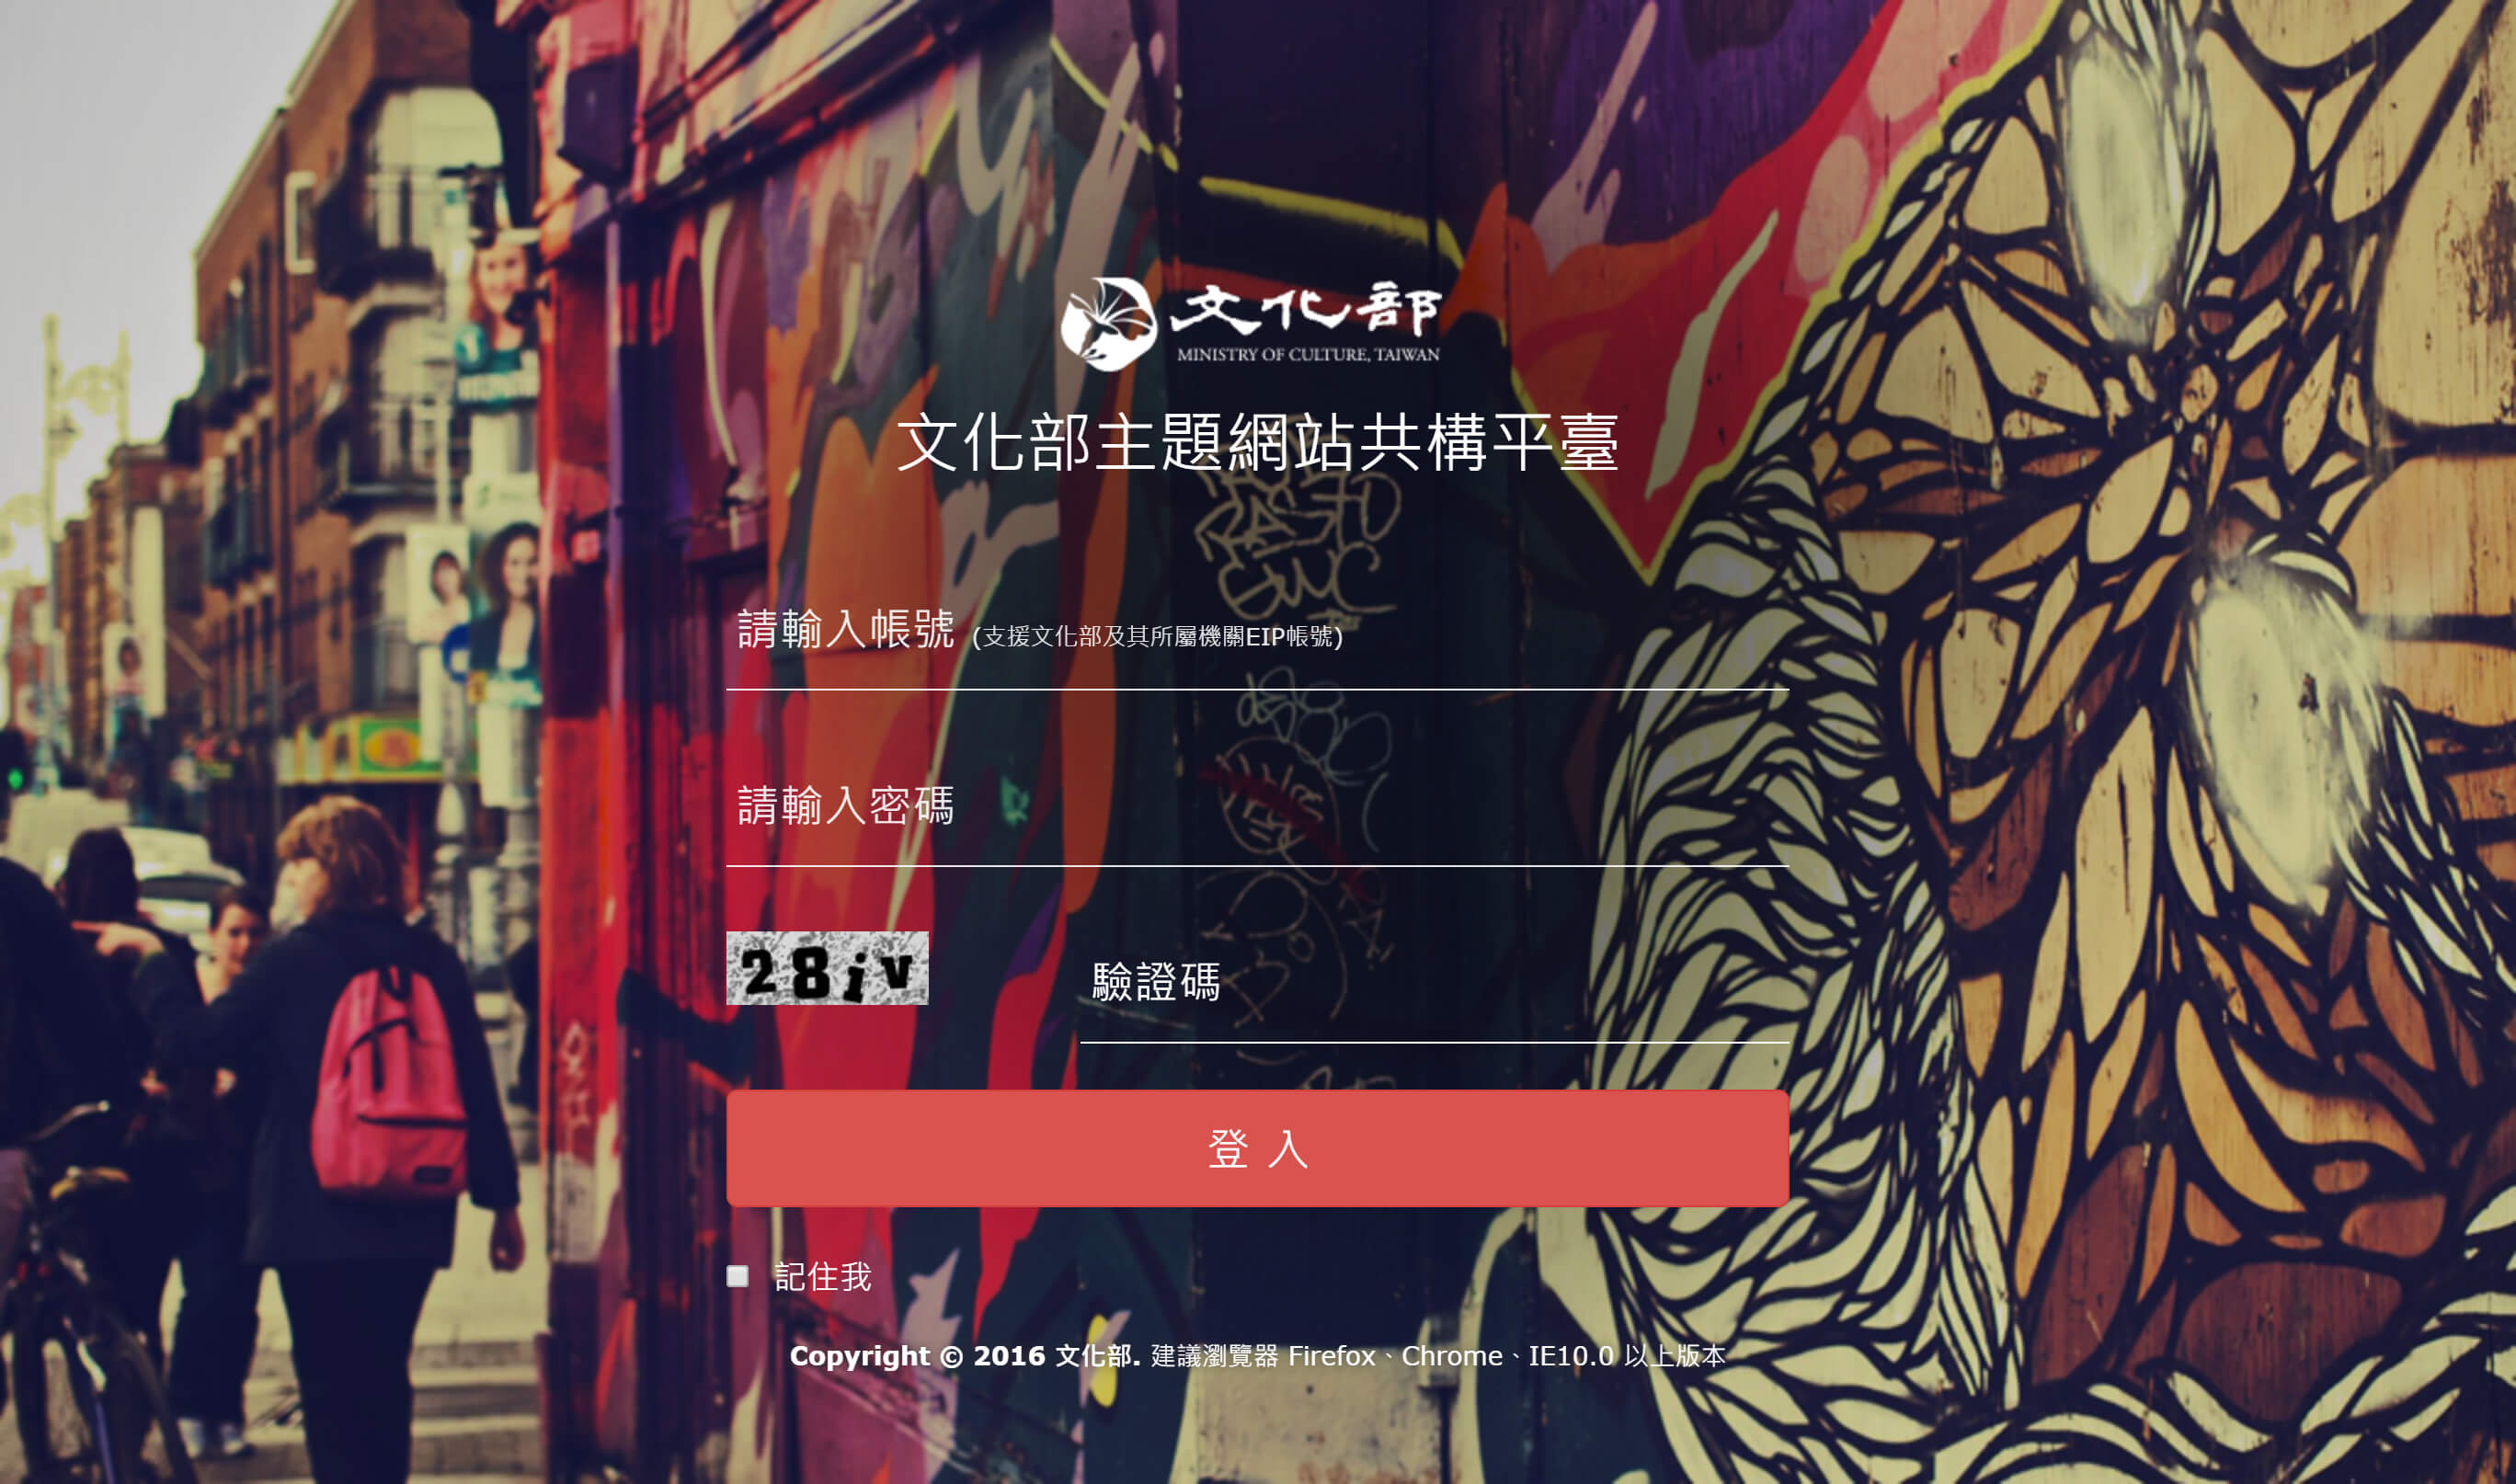 文化部
MINISTRY OF CULTURE, TAIWAN
文化部主題網站共構平臺
請輸入帳號 (支援文化部及其所屬機關EIP帳號)
請輸入密碼
28iv
驗證碼
登 入
記住我
Copyright © 2016 文化部. 建議瀏覽器 Firefox、Chrome、IE10.0 以上版本